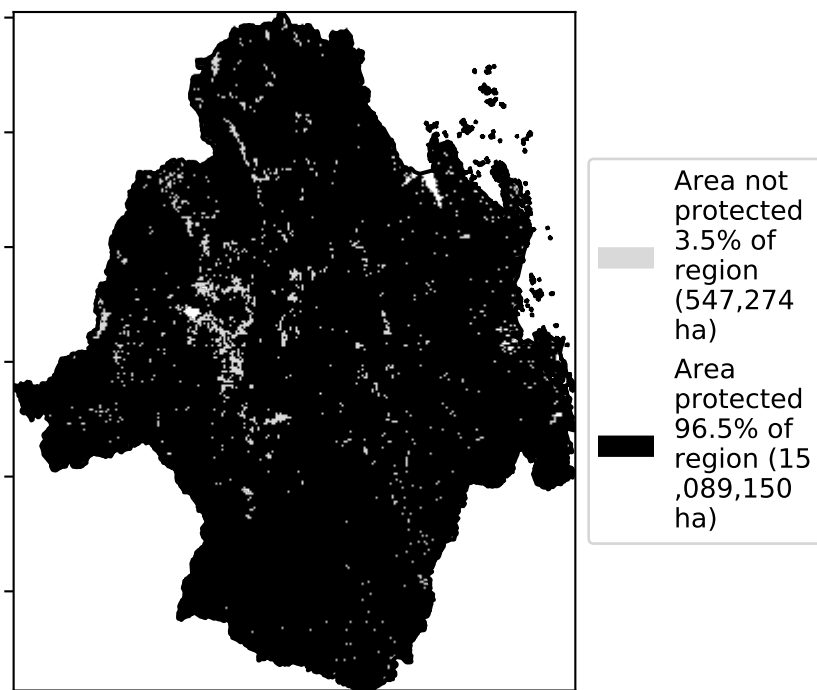 Area not
protected
3.5% of
region
(547,274
ha)
Area
protected
96.5% of
region (15
,089,150
ha)